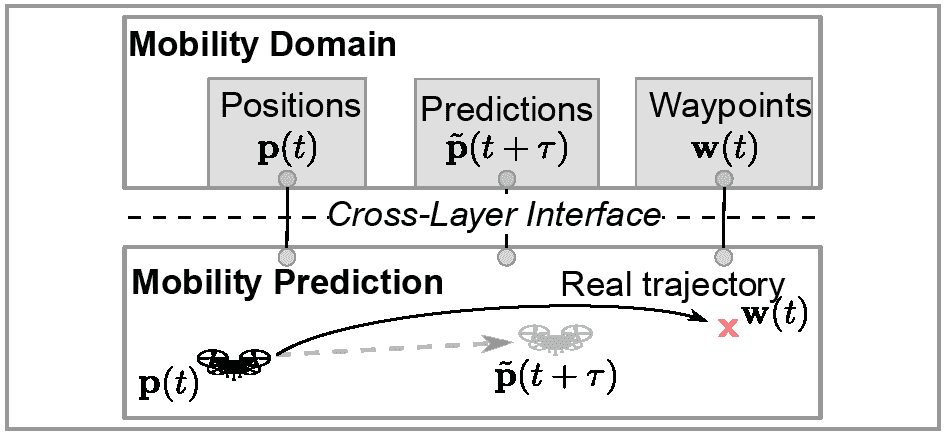 Mobility Domain
Positions Predictions Waypoints
𝐩(t) 𝐩̃(t + τ) 𝐰(t)
Cross-Layer Interface
Mobility Prediction Real trajectory
x 𝐰(t)
𝐩(t) 𝐩̃(t + τ)